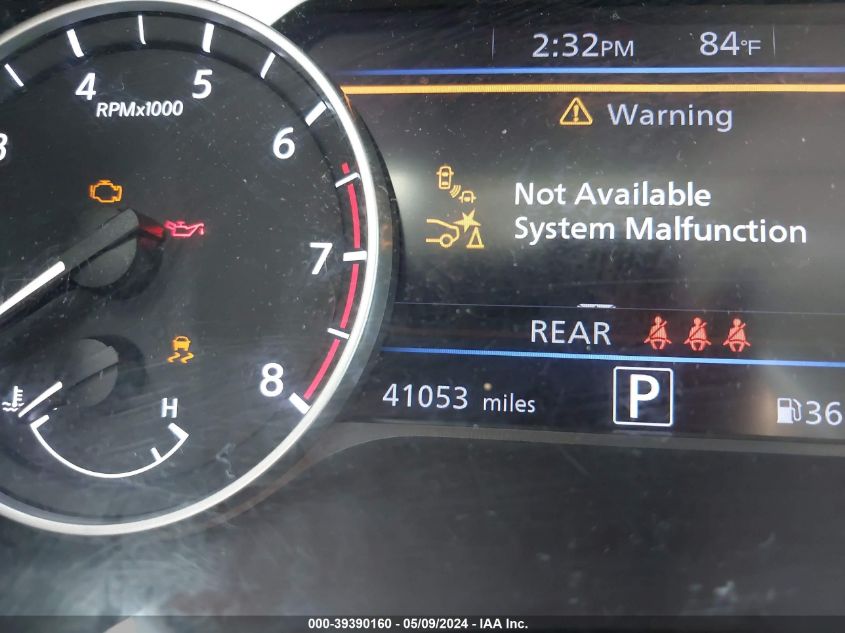 2:32PM 84°F
Warning
4 5
RPMx1000
3 6
Not Available
System Malfunction
7
REAR
8
H
41053 miles P 36
000-39390160 - 05/09/2024 - IAA Inc.